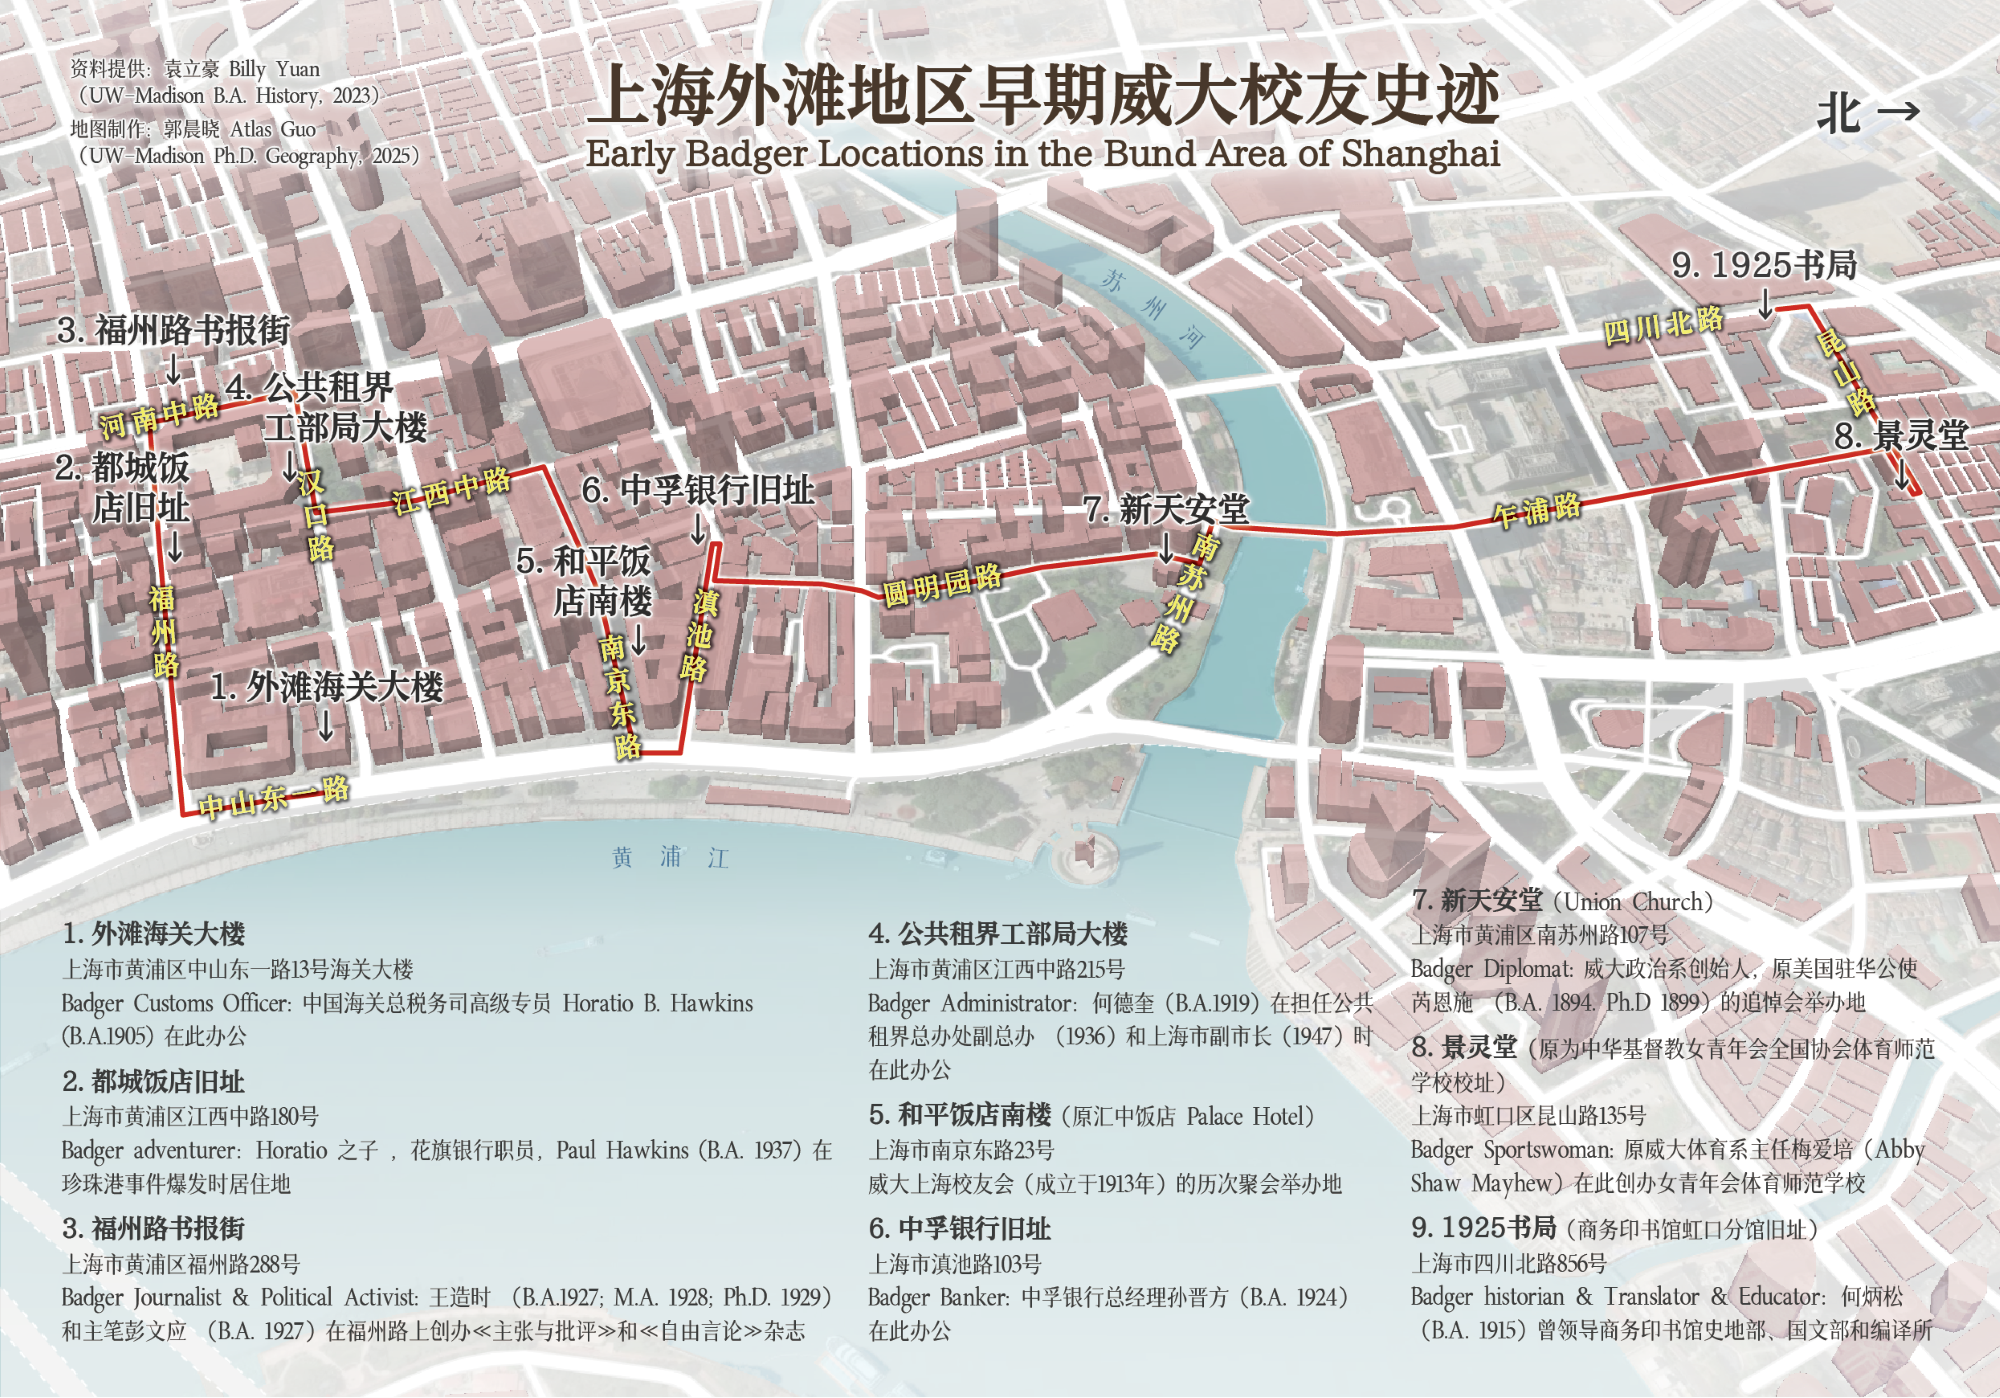 资料提供：袁立豪 Billy Yuan
（UW-Madison B.A. History, 2023）
地图制作：郭晨晓 Atlas Guo
（UW-Madison Ph.D. Geography, 2025）
上海外滩地区早期威大校友史迹
Early Badger Locations in the Bund Area of Shanghai
北 →
苏州河
9. 1925书局
四川北路
昆山路
3. 福州路书报街
4. 公共租界
工部局大楼
河南中路
2. 都城饭
店旧址
汉口路
江西中路
8. 景灵堂
6. 中孚银行旧址
7. 新天安堂
乍浦路
南苏州路
5. 和平饭
店南楼
圆明园路
滇池路
福州路
南京东路
1. 外滩海关大楼
中山东一路
黄浦江
1. 外滩海关大楼
上海市黄浦区中山东一路13号海关大楼
Badger Customs Officer: 中国海关总税务司高级专员 Horatio B. Hawkins
(B.A.1905) 在此办公
2. 都城饭店旧址
上海市黄浦区江西中路180号
Badger adventurer: Horatio 之子 ，花旗银行职员，Paul Hawkins (B.A. 1937) 在
珍珠港事件爆发时居住地
3. 福州路书报街
上海市黄浦区福州路288号
Badger Journalist & Political Activist: 王造时 （B.A.1927; M.A. 1928; Ph.D. 1929）
和主笔彭文应 （B.A. 1927）在福州路上创办≪主张与批评≫和≪自由言论≫杂志
4. 公共租界工部局大楼
上海市黄浦区江西中路215号
Badger Administrator: 何德奎（B.A.1919）在担任公共
租界总办处副总办 （1936）和上海市副市长（1947）时
在此办公
5. 和平饭店南楼（原汇中饭店 Palace Hotel）
上海市南京东路23号
威大上海校友会（成立于1913年）的历次聚会举办地
6. 中孚银行旧址
上海市滇池路103号
Badger Banker: 中孚银行总经理孙晋方（B.A. 1924）
在此办公
7. 新天安堂（Union Church）
上海市黄浦区南苏州路107号
Badger Diplomat: 威大政治系创始人，原美国驻华公使
芮恩施 （B.A. 1894. Ph.D 1899）的追悼会举办地
8. 景灵堂（原为中华基督教女青年会全国协会体育师范
学校校址）
上海市虹口区昆山路135号
Badger Sportswoman: 原威大体育系主任梅爱培（Abby
Shaw Mayhew）在此创办女青年会体育师范学校
9. 1925书局（商务印书馆虹口分馆旧址）
上海市四川北路856号
Badger historian & Translator & Educator: 何炳松
（B.A. 1915）曾领导商务印书馆史地部、国文部和编译所